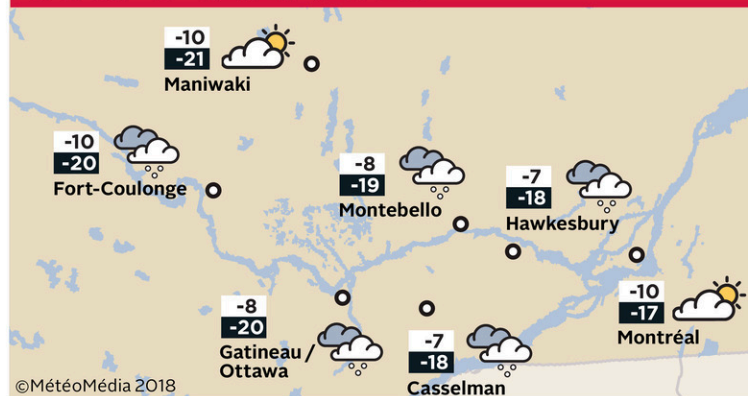 -10
-21
Maniwaki
-10
-20
Fort-Coulonge
-8
-19
Montebello
-7
-18
Hawkesbury
-8
-20
Gatineau /
Ottawa
-7
-18
Casselman
-10
-17
Montréal
©MétéoMédia 2018